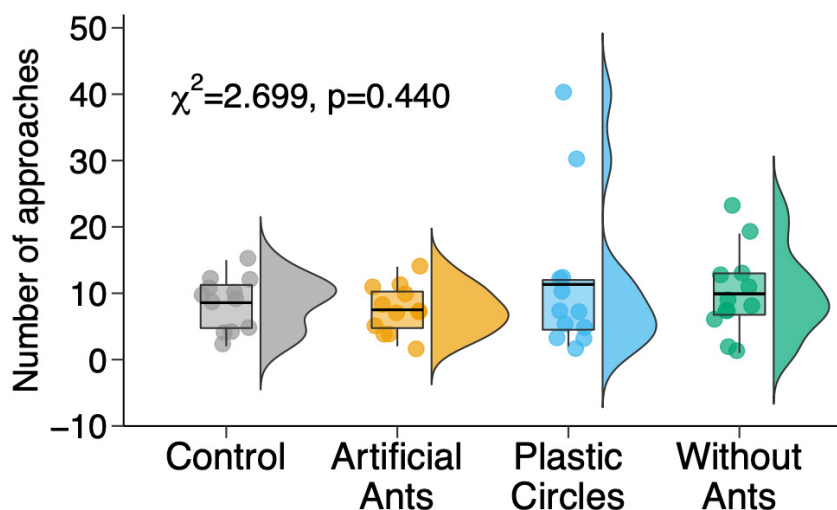 Number of approaches
50
40
30
20
10
0
−10
χ²=2.699, p=0.440
Control
Artificial
Ants
Plastic
Circles
Without
Ants